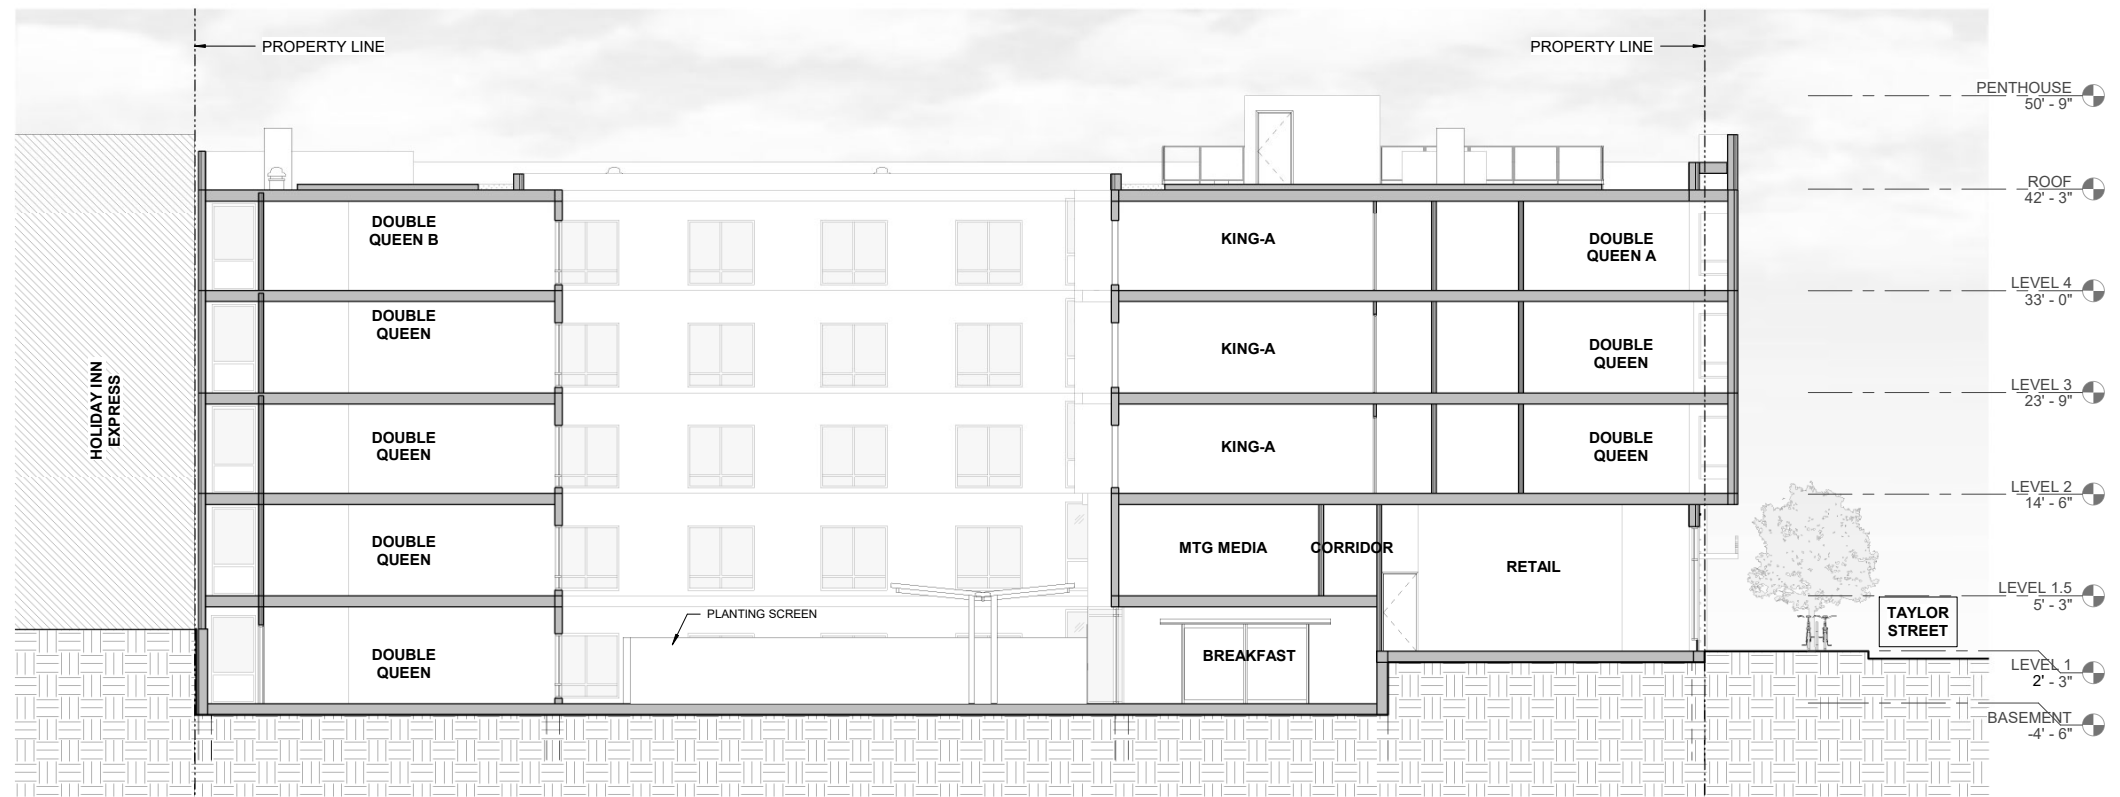 PROPERTY LINE
PROPERTY LINE
PENTHOUSE
50' - 9"
ROOF
42' - 3"
DOUBLE
QUEEN B
KING-A
DOUBLE
QUEEN A
LEVEL 4
33' - 0"
DOUBLE
QUEEN
KING-A
DOUBLE
QUEEN
LEVEL 3
23' - 9"
HOLIDAY INN
EXPRESS
DOUBLE
QUEEN
KING-A
DOUBLE
QUEEN
LEVEL 2
14' - 6"
DOUBLE
QUEEN
MTG MEDIA
CORRIDOR
RETAIL
LEVEL 1.5
5' - 3"
PLANTING SCREEN
TAYLOR
STREET
DOUBLE
QUEEN
BREAKFAST
LEVEL 1
2' - 3"
BASEMENT
-4' - 6"